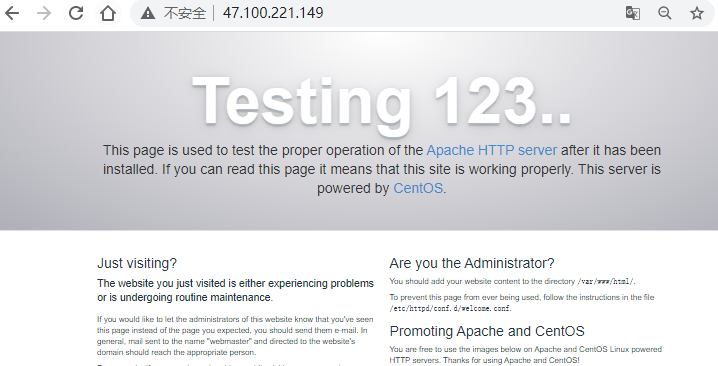 不安全 47.100.221.149
Testing 123..
This page is used to test the proper operation of the Apache HTTP server after it has been
installed. If you can read this page it means that this site is working properly. This server is
powered by CentOS.
Just visiting?
The website you just visited is either experiencing problems
or is undergoing routine maintenance.
If you would like to let the administrators of this website know that you've seen
this page instead of the page you expected, you should send them e-mail. In
general, mail sent to the name "webmaster" and directed to the website's
domain should reach the appropriate person.
Are you the Administrator?
You should add your website content to the directory /var/www/html/.
To prevent this page from ever being used, follow the instructions in the file
/etc/httpd/conf.d/welcome.conf.
Promoting Apache and CentOS
You are free to use the images below on Apache and CentOS Linux powered
HTTP servers. Thanks for using Apache and CentOS!